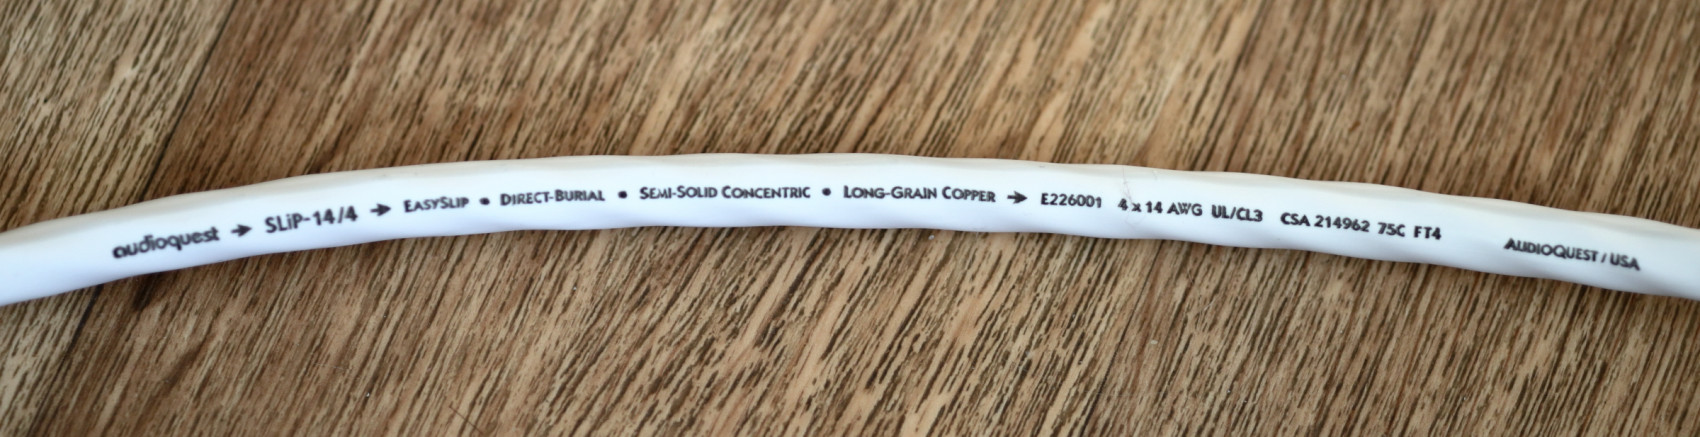 audioquest → SLiP-14/4 → EASYSLIP • DIRECT-BURIAL • SEMI-SOLID CONCENTRIC • LONG-GRAIN COPPER → E226001 4 x 14 AWG UL/CL3 CSA 214962 75C FT4 AUDIOQUEST / USA